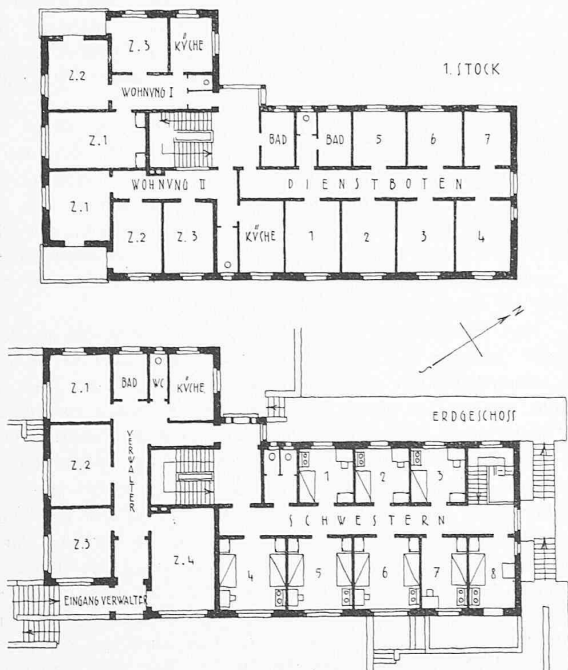 Z.3
KÜCHE
Z.2
1. STOCK
WOHNVNG I
Z.1
BAD
BAD
5
6
7
Z.1
WOHNVNG II
DIENSTBOTEN
Z.2
Z.3
KÜCHE
1
2
3
4
N
Z.1
BAD
WC
KÜCHE
ERDGESCHOSS
VERWALTER
Z.2
1
2
3
SCHWESTERN
Z.3
Z.4
4
5
6
7
8
EINGANG VERWALTER